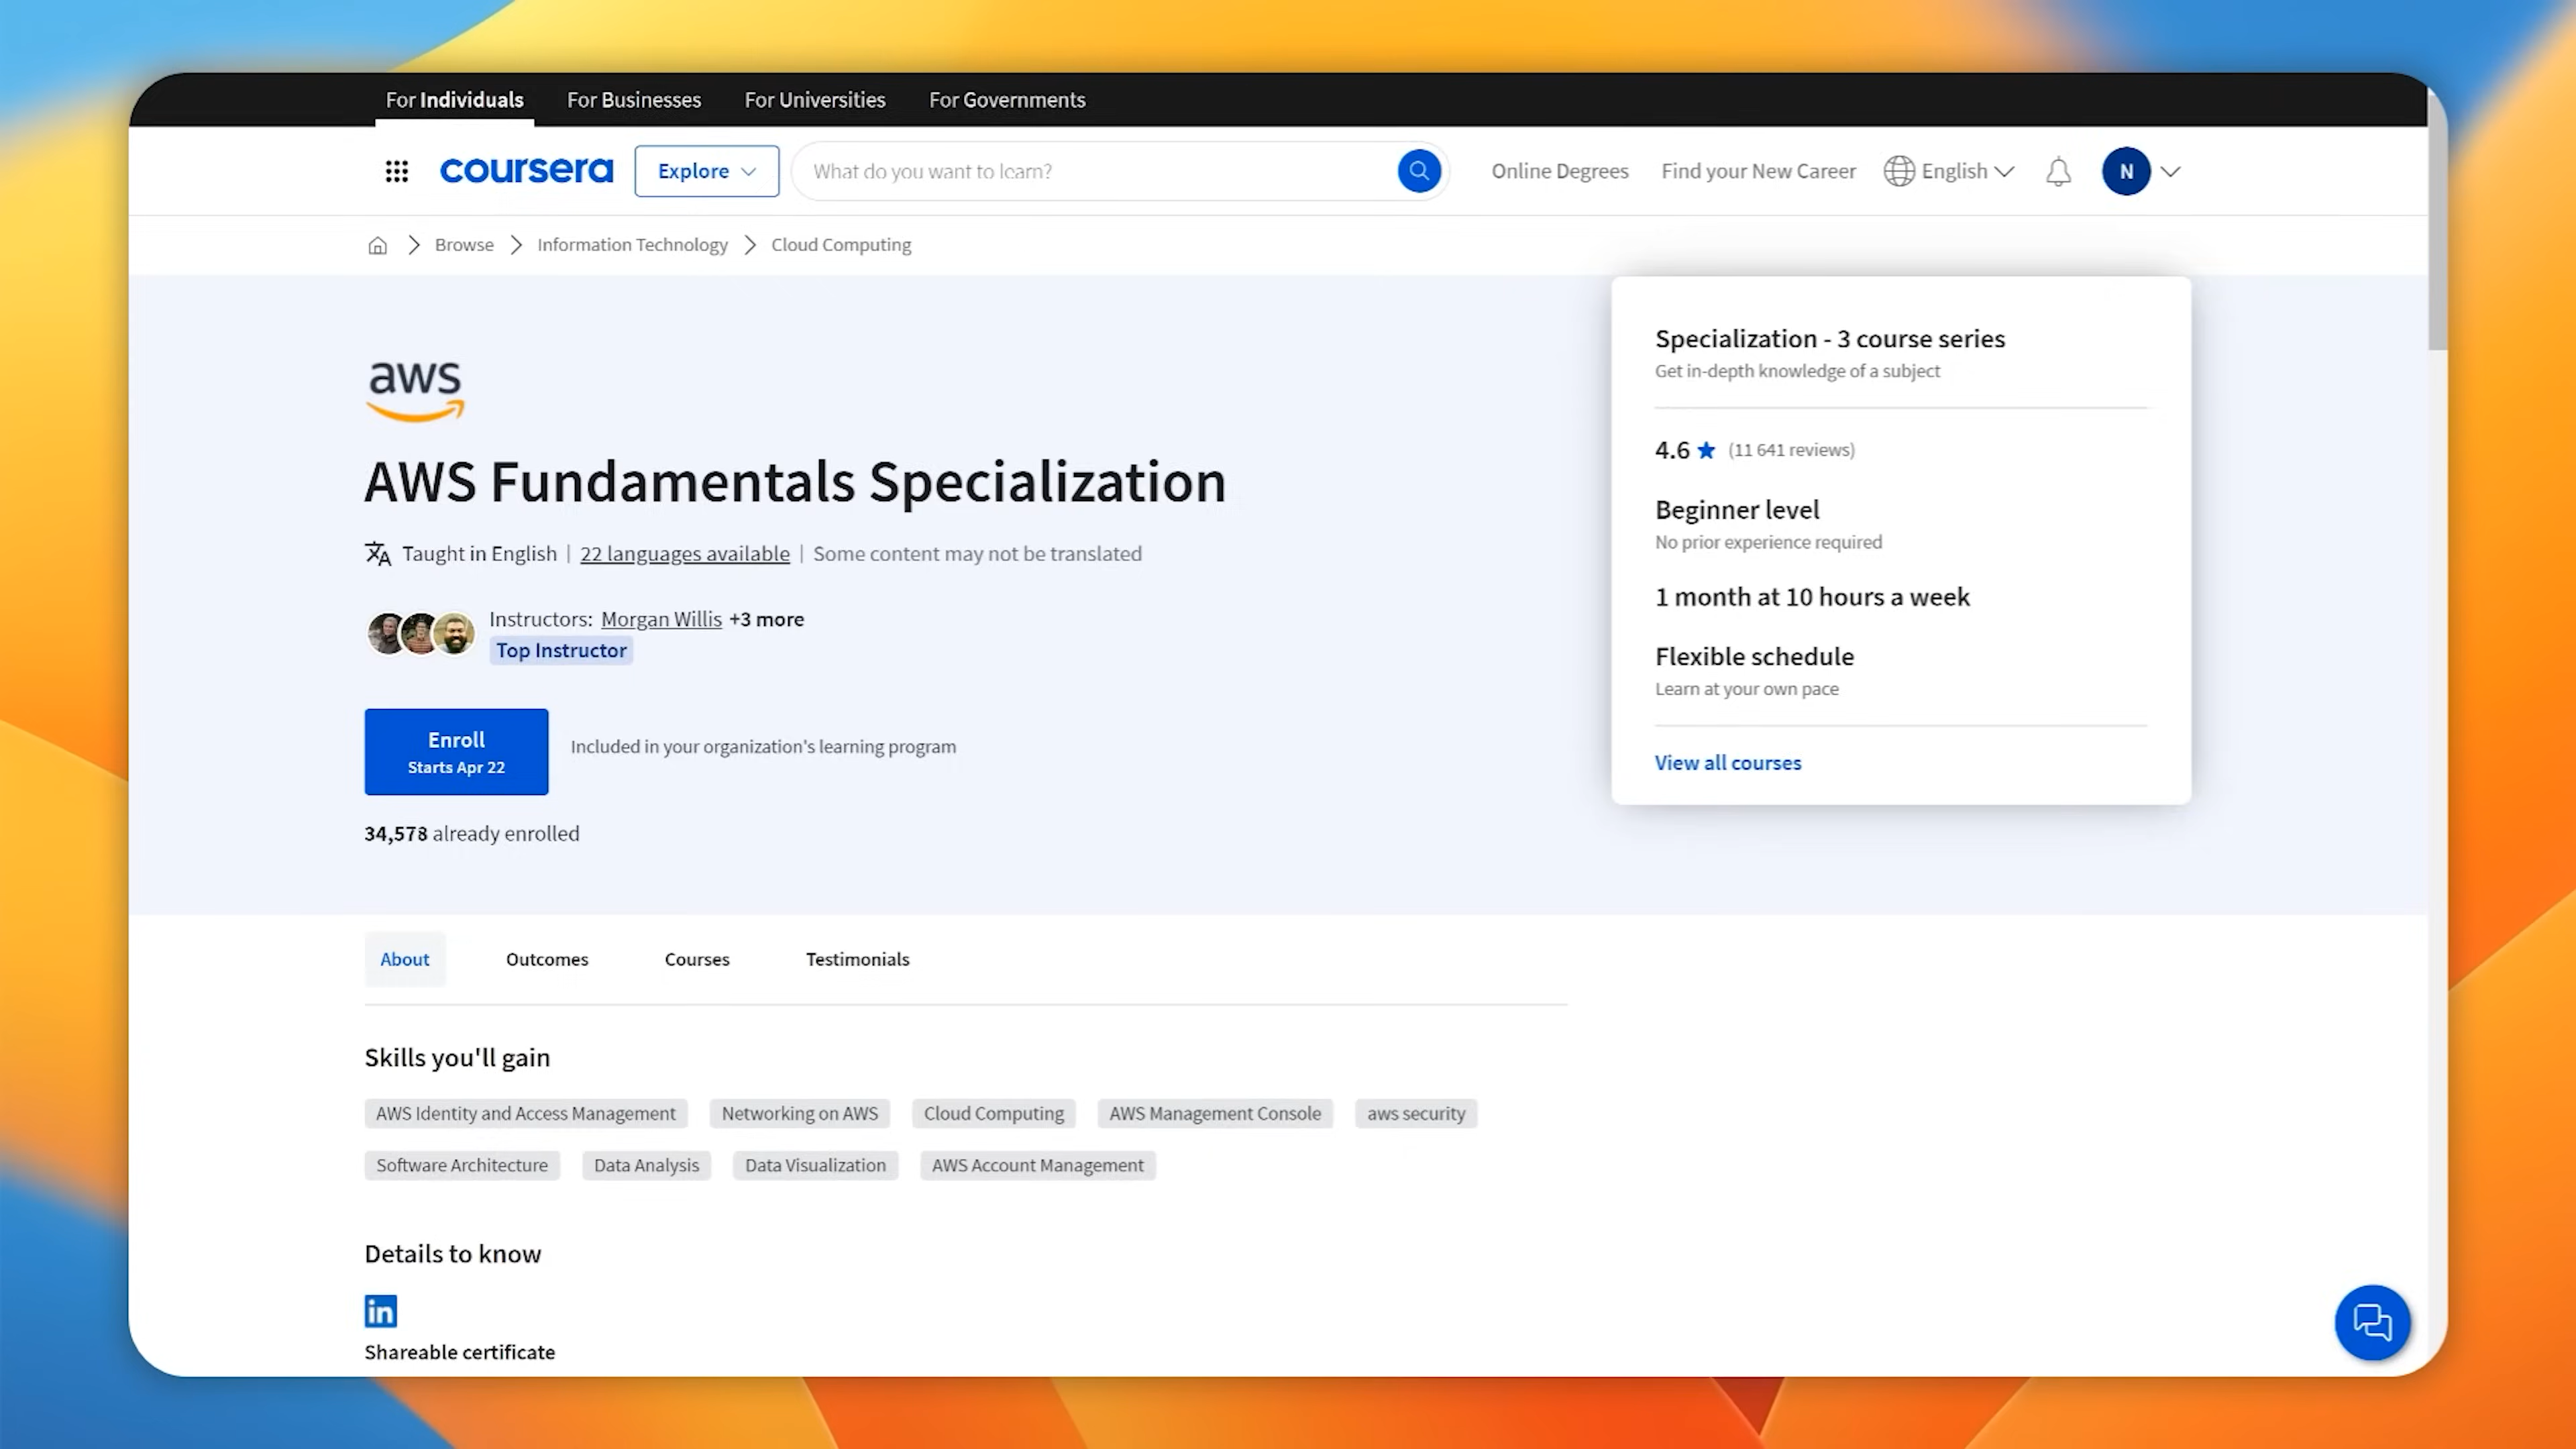 For Individuals For Businesses For Universities For Governments
coursera Explore What do you want to learn? Online Degrees Find your New Career English N
Browse Information Technology Cloud Computing
aws
AWS Fundamentals Specialization
Taught in English | 22 languages available | Some content may not be translated
Instructors: Morgan Willis +3 more
Top Instructor
Enroll
Starts Apr 22
Included in your organization's learning program
34,578 already enrolled
Specialization - 3 course series
Get in-depth knowledge of a subject
4.6 ★ (11 641 reviews)
Beginner level
No prior experience required
1 month at 10 hours a week
Flexible schedule
Learn at your own pace
View all courses
About Outcomes Courses Testimonials
Skills you'll gain
AWS Identity and Access Management Networking on AWS Cloud Computing AWS Management Console aws security
Software Architecture Data Analysis Data Visualization AWS Account Management
Details to know
in
Shareable certificate